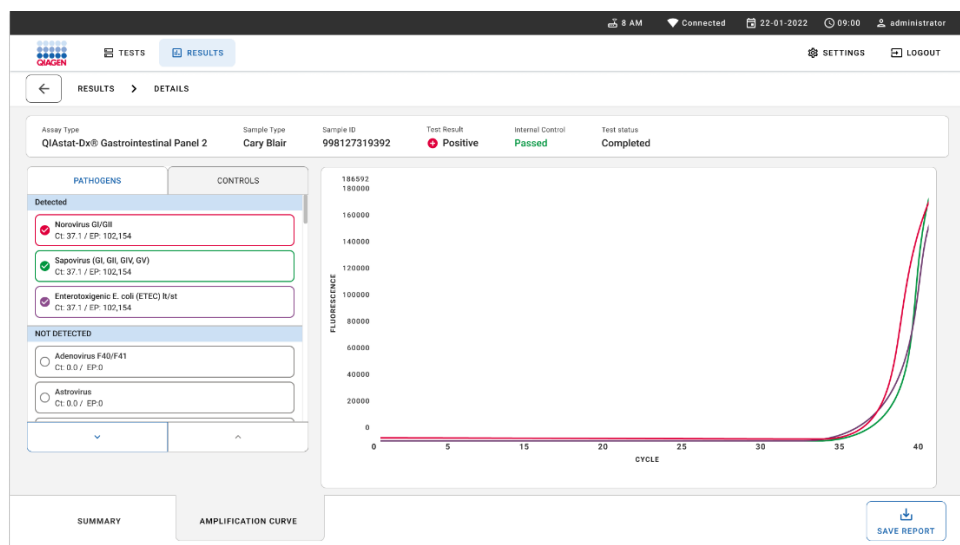 8 AM Connected 22-01-2022 09:00 administrator
QIAGEN TESTS RESULTS SETTINGS LOGOUT
RESULTS > DETAILS
Assay Type Sample Type Sample ID Test Result Internal Control Test status
QIAstat-Dx® Gastrointestinal Panel 2 Cary Blair 998127319392 Positive Passed Completed
PATHOGENS CONTROLS
Detected
Norovirus GI/GII
Ct: 37.1 / EP: 102,154
Sapovirus (GI, GII, GIV, GV)
Ct: 37.1 / EP: 102,154
Enterotoxigenic E. coli (ETEC) lt/st
Ct: 37.1 / EP: 102,154
NOT DETECTED
Adenovirus F40/F41
Ct: 0.0 / EP:0
Astrovirus
Ct: 0.0 / EP:0
186592
180000
160000
140000
120000
100000
80000
60000
40000
20000
0
FLUORESCENCE
0 5 15 20 25 30 35 40
CYCLE
SUMMARY AMPLIFICATION CURVE
SAVE REPORT